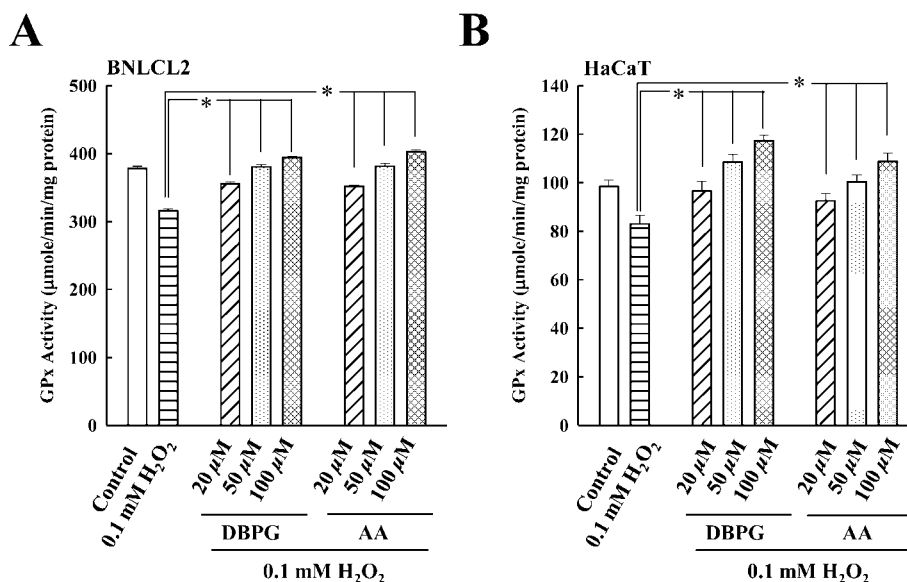 A
BNLCL2
GPx Activity (µmole/min/mg protein)
500
400
300
400
400
0
*
*
Control
0.1 mM H₂O₂
20 µM
50 µM
100 µM
20 µM
50 µM
100 µM
DBPG
AA
0.1 mM H₂O₂
B
HaCaT
GPx Activity (µmole/min/mg protein)
140
120
100
80
60
40
20
0
*
*
Control
0.1 mM H₂O₂
20 µM
50 µM
100 µM
20 µM
50 µM
100 µM
DBPG
AA
0.1 mM H₂O₂